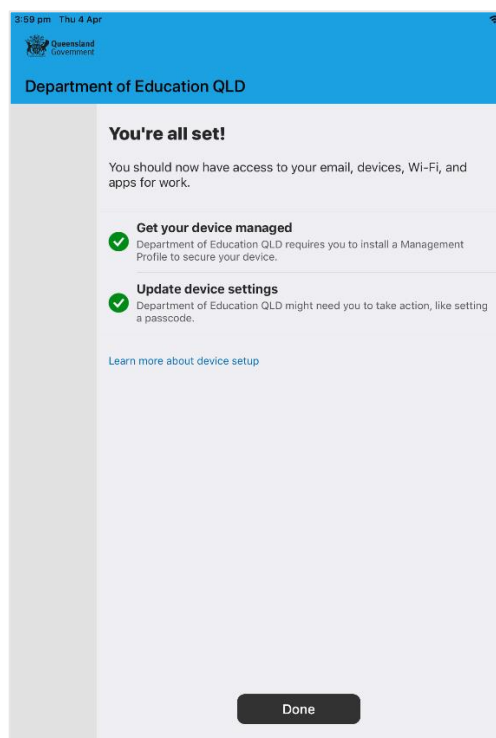 3:59 pm Thu 4 Apr
Queensland
Government
Department of Education QLD
You're all set!
You should now have access to your email, devices, Wi-Fi, and
apps for work.
Get your device managed
Department of Education QLD requires you to install a Management
Profile to secure your device.
Update device settings
Department of Education QLD might need you to take action, like setting
a passcode.
Learn more about device setup
Done